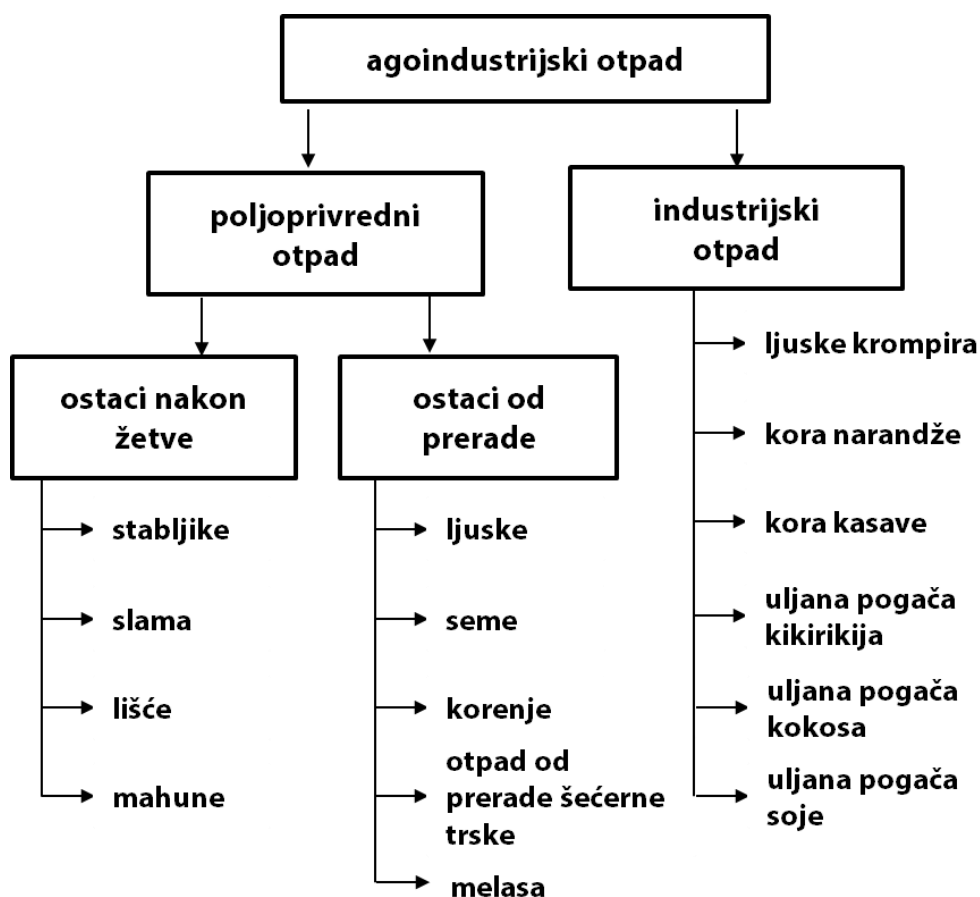 agoindustrijski otpad
poljoprivredni
otpad
industrijski
otpad
ostaci nakon
žetve
ostaci od
prerade
stabljike
slama
lišće
mahune
ljuske
seme
korenje
otpad od
prerade šećerne
trske
melasa
ljuske krompira
kora narandže
kora kasave
uljana pogača
kikirikija
uljana pogača
kokosa
uljana pogača
soje